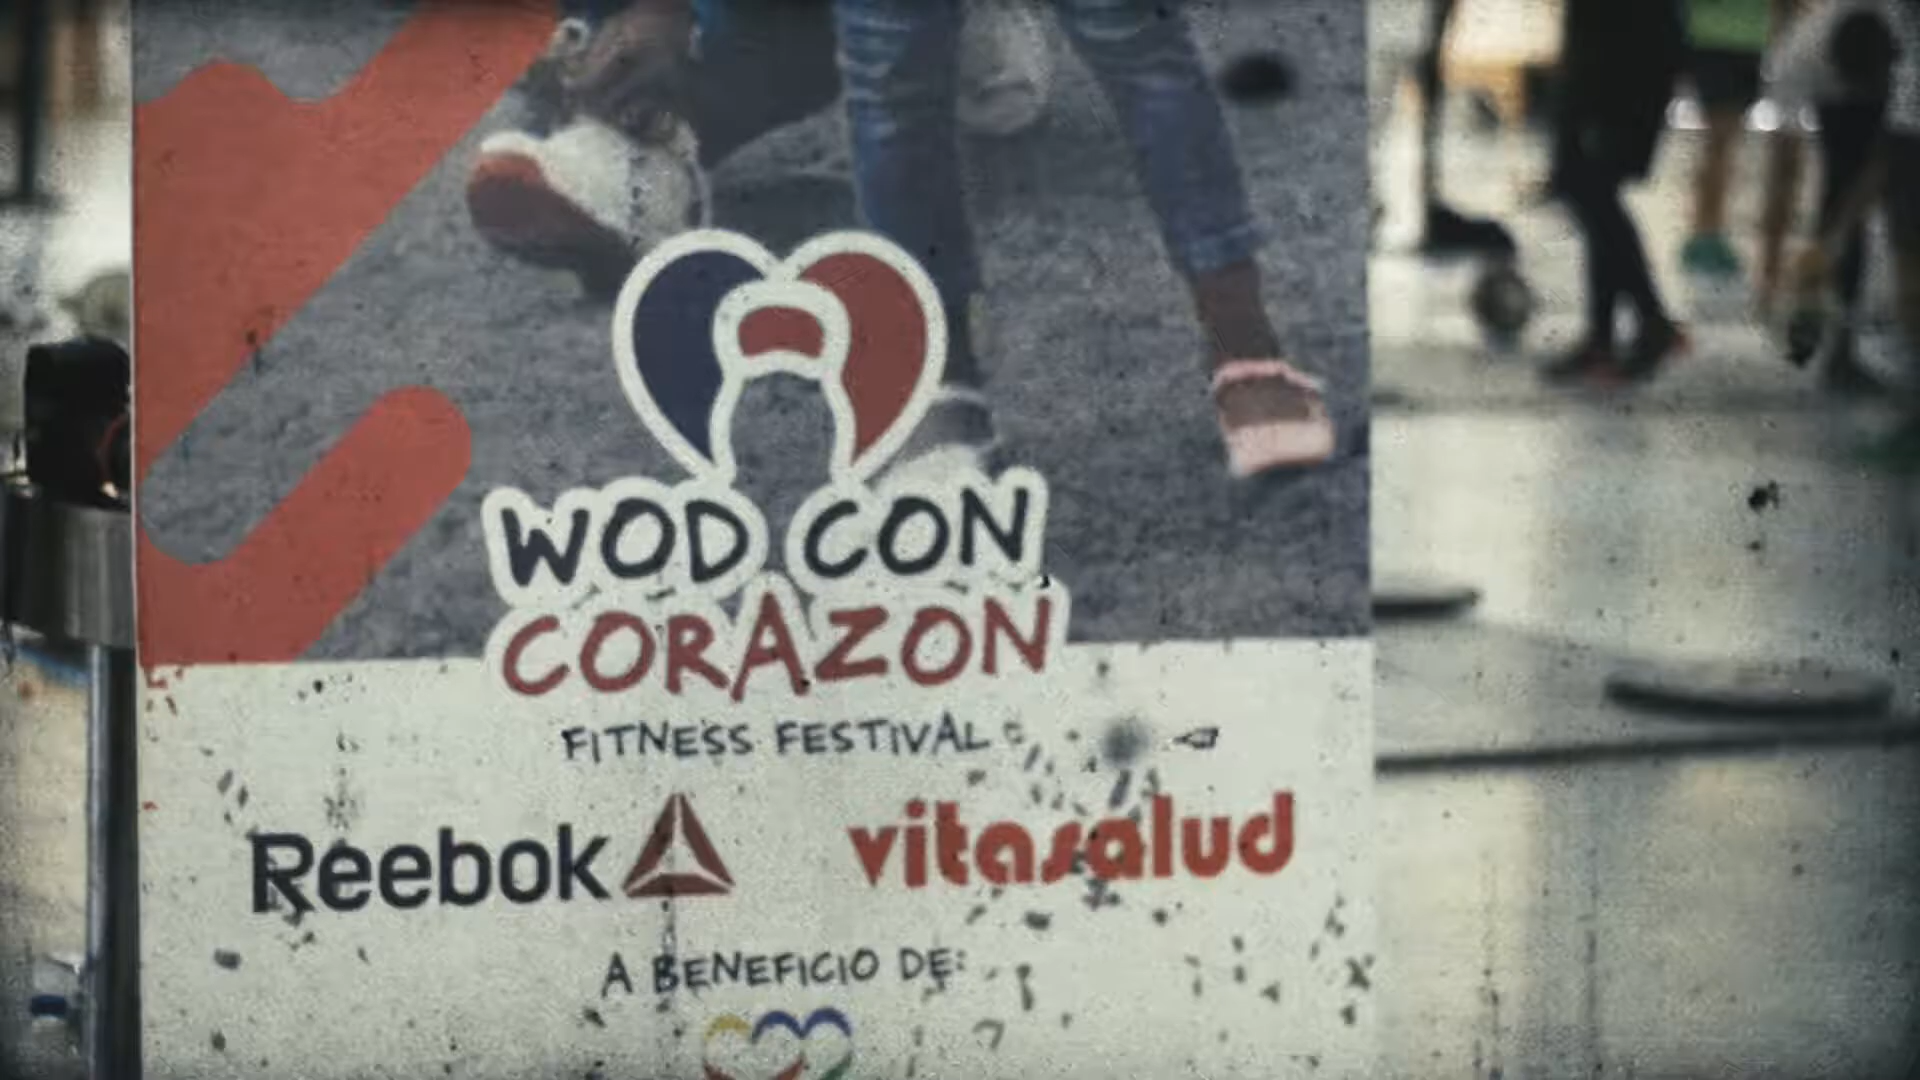 WOD CON
CORAZON
FITNESS FESTIVAL
Reebok vitasalud
A BENEFICIO DE: